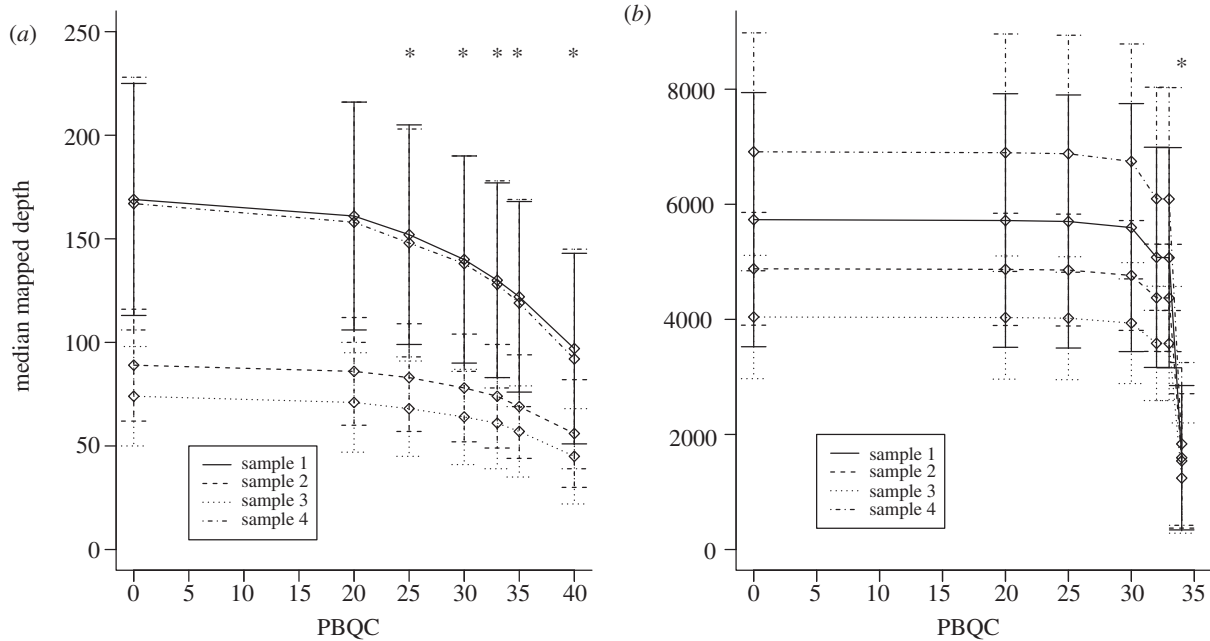 (a)
median mapped depth
250
200
150
100
50
0
* * * * *
sample 1
sample 2
sample 3
sample 4
0 5 10 15 20 25 30 35 40
PBQC
(b)
8000
6000
4000
2000
0
*
sample 1
sample 2
sample 3
sample 4
0 5 10 15 20 25 30 35
PBQC